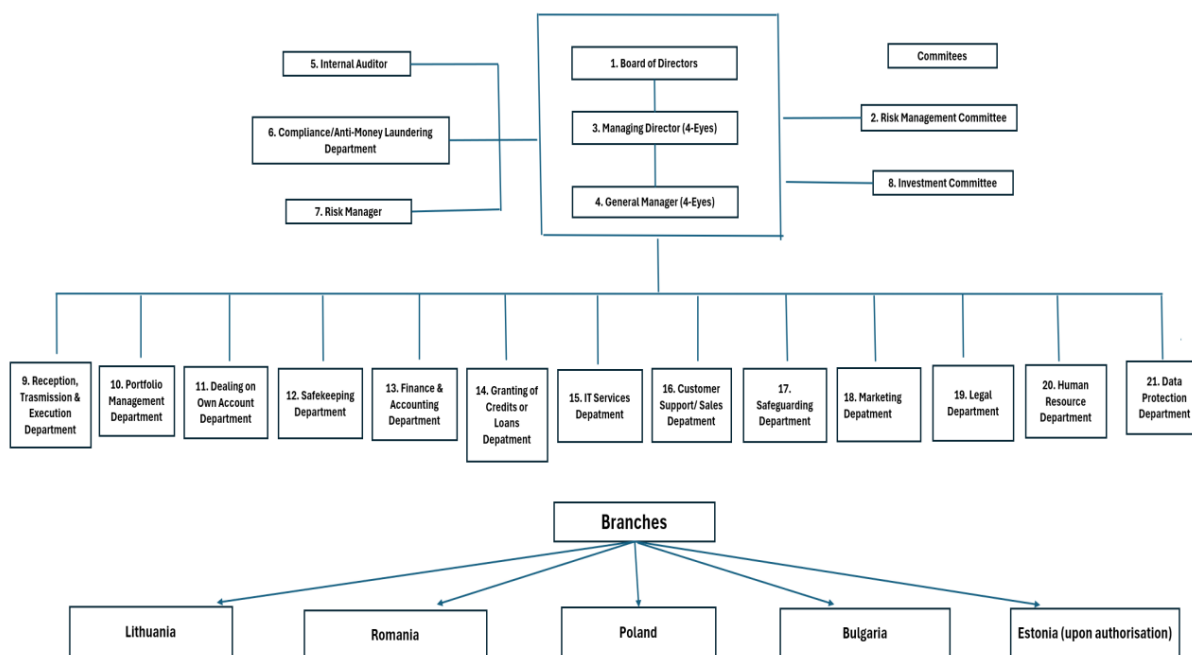 5. Internal Auditor
1. Board of Directors
Commitees
6. Compliance/Anti-Money Laundering
Department
3. Managing Director (4-Eyes)
2. Risk Management Committee
7. Risk Manager
4. General Manager (4-Eyes)
8. Investment Committee
9. Reception,
Trasmission &
Execution
Department
10. Portfolio
Management
Department
11. Dealing on
Own Account
Department
12. Safekeeping
Department
13. Finance &
Accounting
Department
14. Granting of
Credits or
Loans
Depatment
15. IT Services
Depatment
16. Customer
Support/ Sales
Depatment
17.
Safeguarding
Department
18. Marketing
Depatment
19. Legal
Department
20. Human
Resource
Department
21. Data
Protection
Department
Branches
Lithuania
Romania
Poland
Bulgaria
Estonia (upon authorisation)